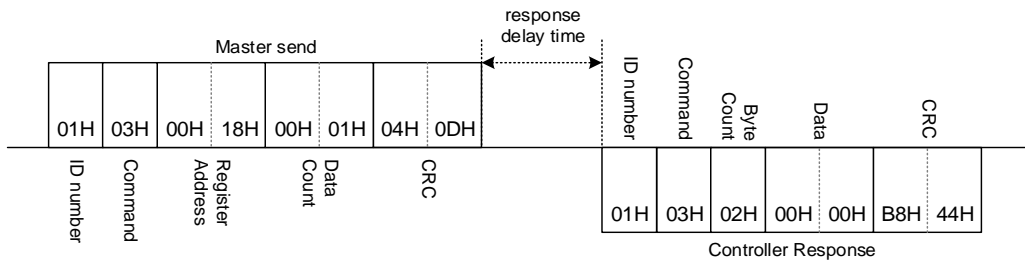 response
delay time
Master send
01H 03H 00H 18H 00H 01H 04H 0DH
ID number
Command
Register
Address
Data
Count
CRC
ID number
Command
Byte
Count
Data
CRC
01H 03H 02H 00H 00H B8H 44H
Controller Response